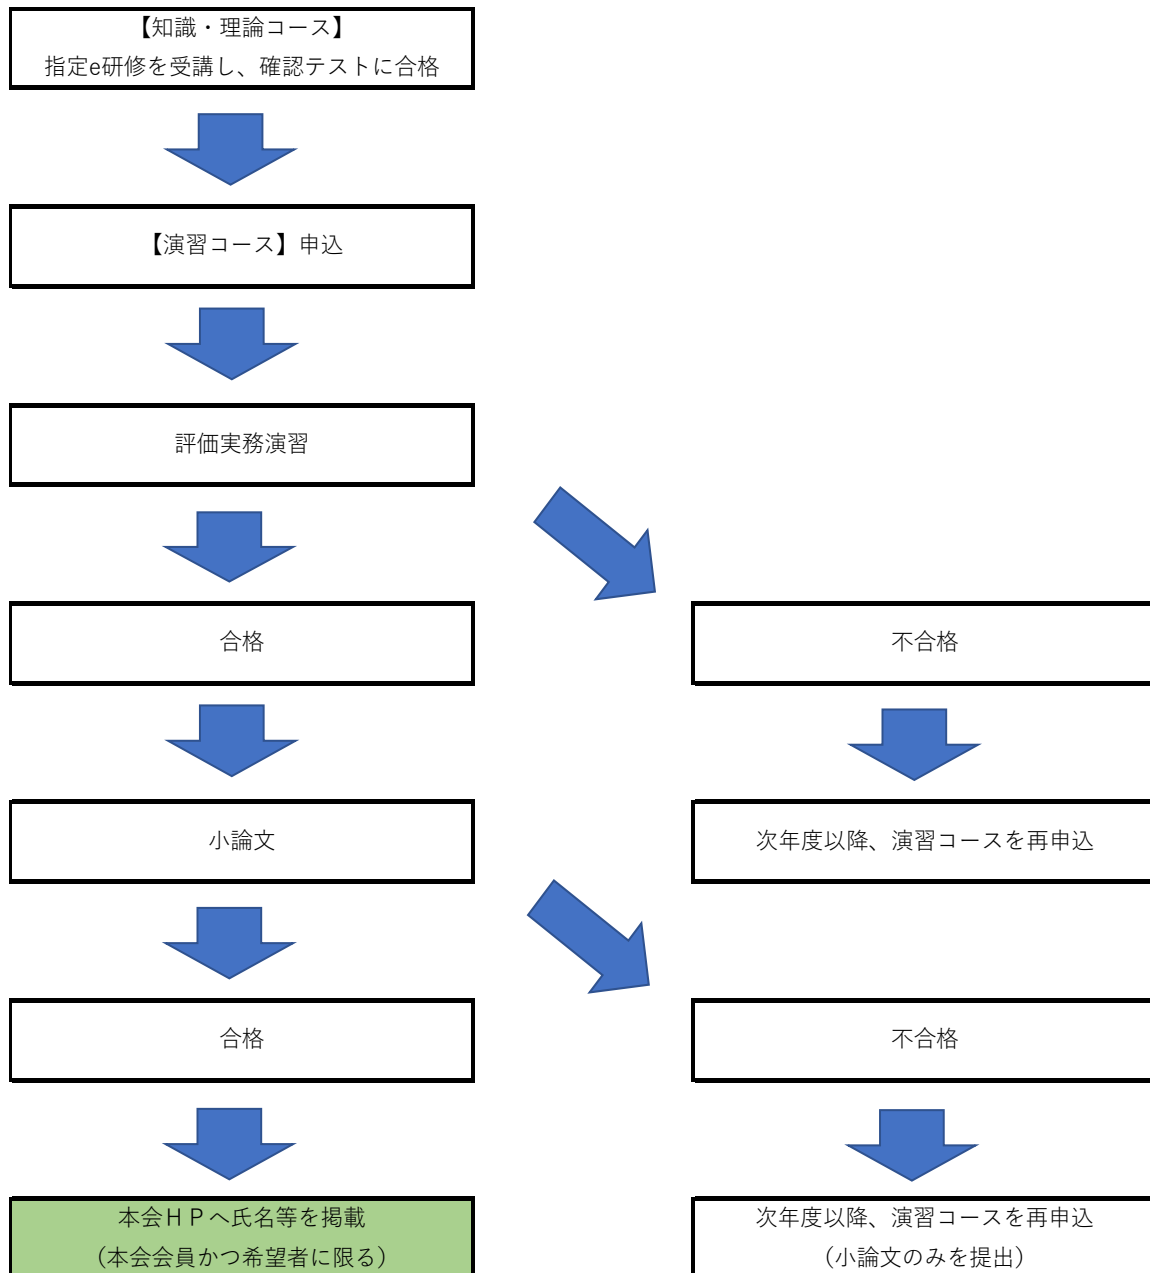 【知識・理論コース】
指定e研修を受講し、確認テストに合格
【演習コース】申込
評価実務演習
合格
不合格
小論文
次年度以降、演習コースを再申込
合格
不合格
本会ＨＰへ氏名等を掲載
（本会会員かつ希望者に限る）
次年度以降、演習コースを再申込
（小論文のみを提出）